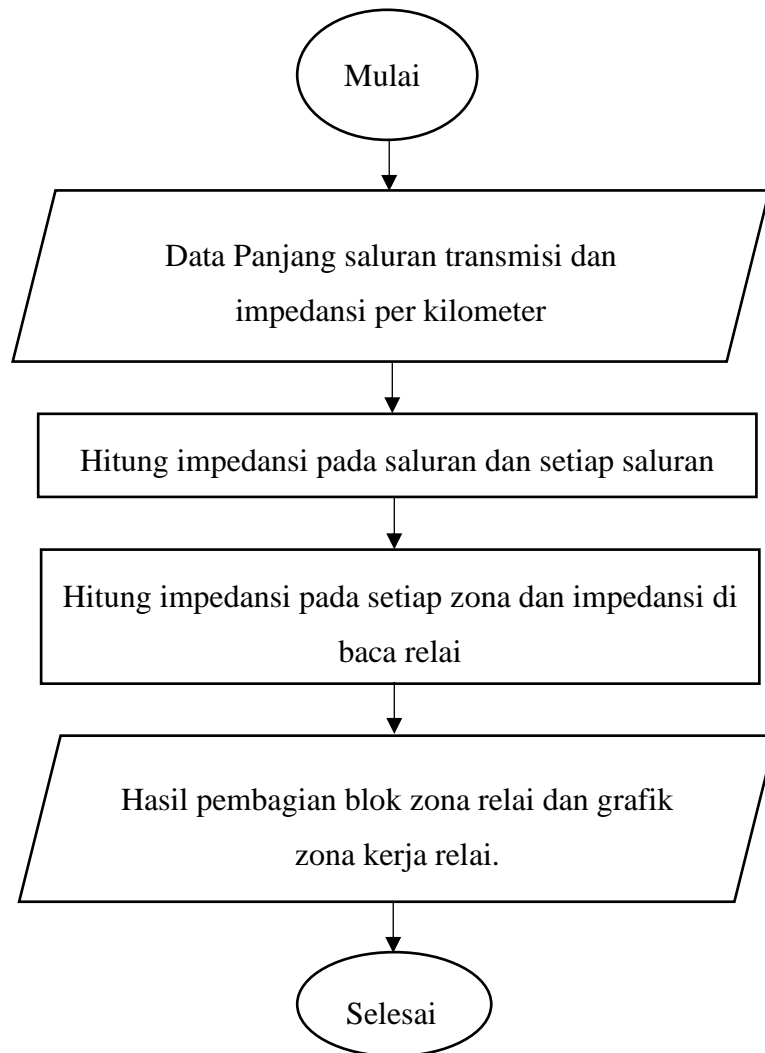 Mulai
Data Panjang saluran transmisi dan
impedansi per kilometer
Hitung impedansi pada saluran dan setiap saluran
Hitung impedansi pada setiap zona dan impedansi di
baca relai
Hasil pembagian blok zona relai dan grafik
zona kerja relai.
Selesai